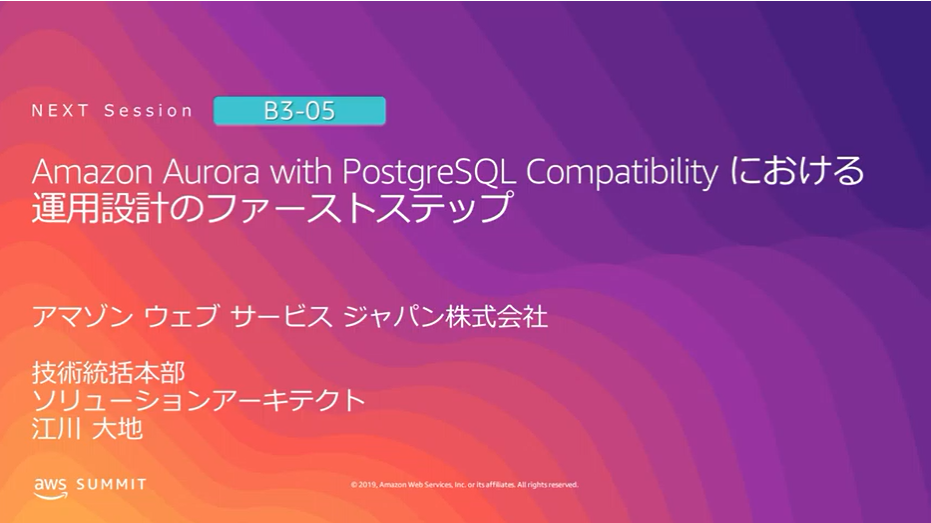 NEXT Session B3-05
Amazon Aurora with PostgreSQL Compatibility における
運用設計のファーストステップ
アマゾン ウェブ サービス ジャパン株式会社
技術統括本部
ソリューションアーキテクト
江川 大地
aws SUMMIT
© 2019, Amazon Web Services, Inc. or its affiliates. All rights reserved.